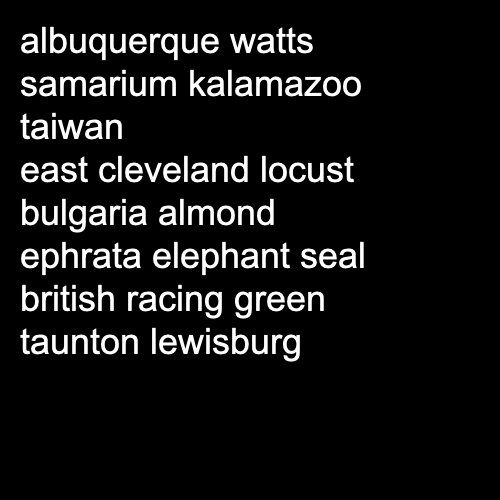 albuquerque watts
samarium kalamazoo
taiwan
east cleveland locust
bulgaria almond
ephrata elephant seal
british racing green
taunton lewisburg